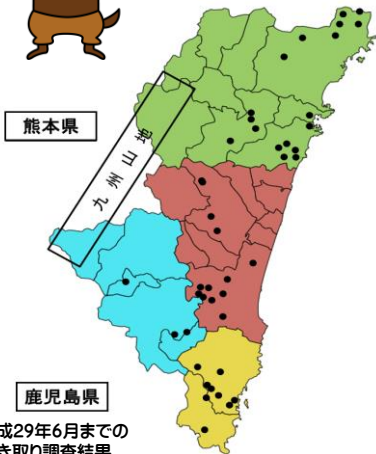 熊本県
九州山地
鹿児島県
成29年6月までの
き取り調査結果